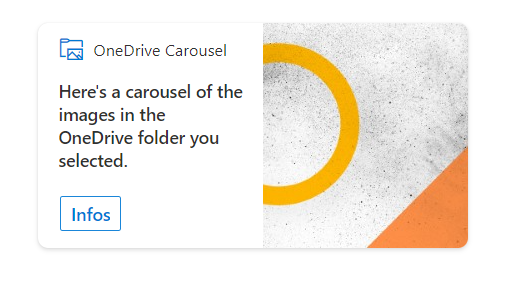 OneDrive Carousel
Here's a carousel of the
images in the
OneDrive folder you
selected.
Infos